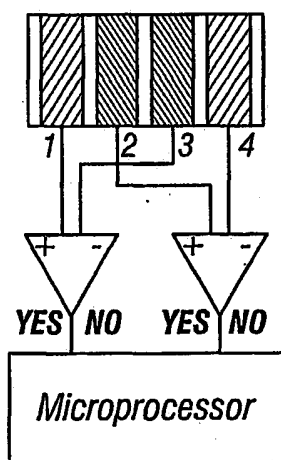 1 2 3 4
+ - + -
YES NO YES NO
Microprocessor